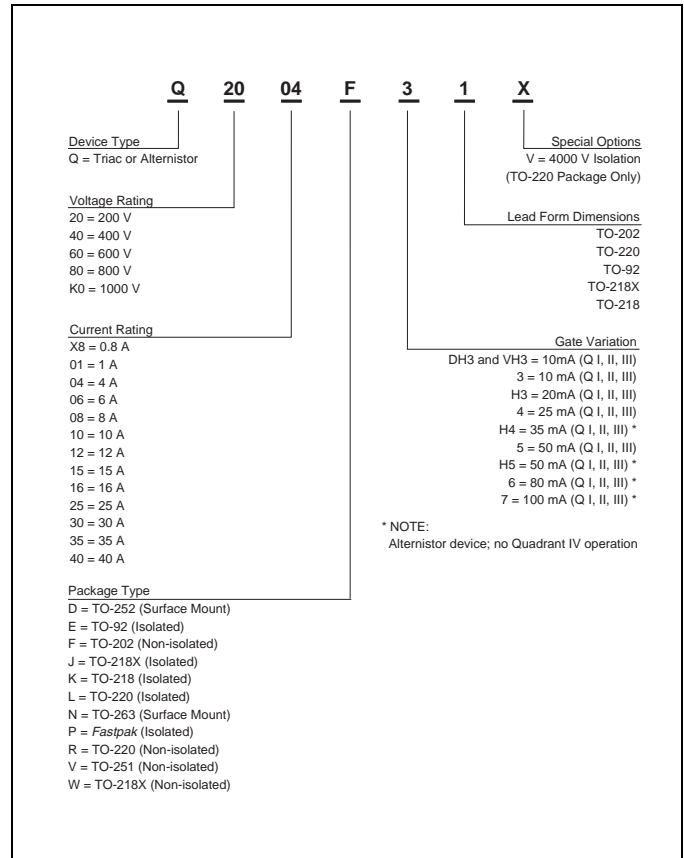 Q 20 04 F 3 1 X
Device Type
Q = Triac or Alternistor
Voltage Rating
20 = 200 V
40 = 400 V
60 = 600 V
80 = 800 V
K0 = 1000 V
Current Rating
X8 = 0.8 A
01 = 1 A
04 = 4 A
06 = 6 A
08 = 8 A
10 = 10 A
12 = 12 A
15 = 15 A
16 = 16 A
25 = 25 A
30 = 30 A
35 = 35 A
40 = 40 A
Package Type
D = TO-252 (Surface Mount)
E = TO-92 (Isolated)
F = TO-202 (Non-isolated)
J = TO-218X (Isolated)
K = TO-218 (Isolated)
L = TO-220 (Isolated)
N = TO-263 (Surface Mount)
P = Fastpak (Isolated)
R = TO-220 (Non-isolated)
V = TO-251 (Non-isolated)
W = TO-218X (Non-isolated)
Special Options
V = 4000 V Isolation
(TO-220 Package Only)
Lead Form Dimensions
TO-202
TO-220
TO-92
TO-218X
TO-218
Gate Variation
DH3 and VH3 = 10mA (Q I, II, III)
3 = 10 mA (Q I, II, III)
H3 = 20mA (Q I, II, III)
4 = 25 mA (Q I, II, III)
H4 = 35 mA (Q I, II, III) *
5 = 50 mA (Q I, II, III)
H5 = 50 mA (Q I, II, III) *
6 = 80 mA (Q I, II, III) *
7 = 100 mA (Q I, II, III) *
* NOTE:
Alternistor device; no Quadrant IV operation